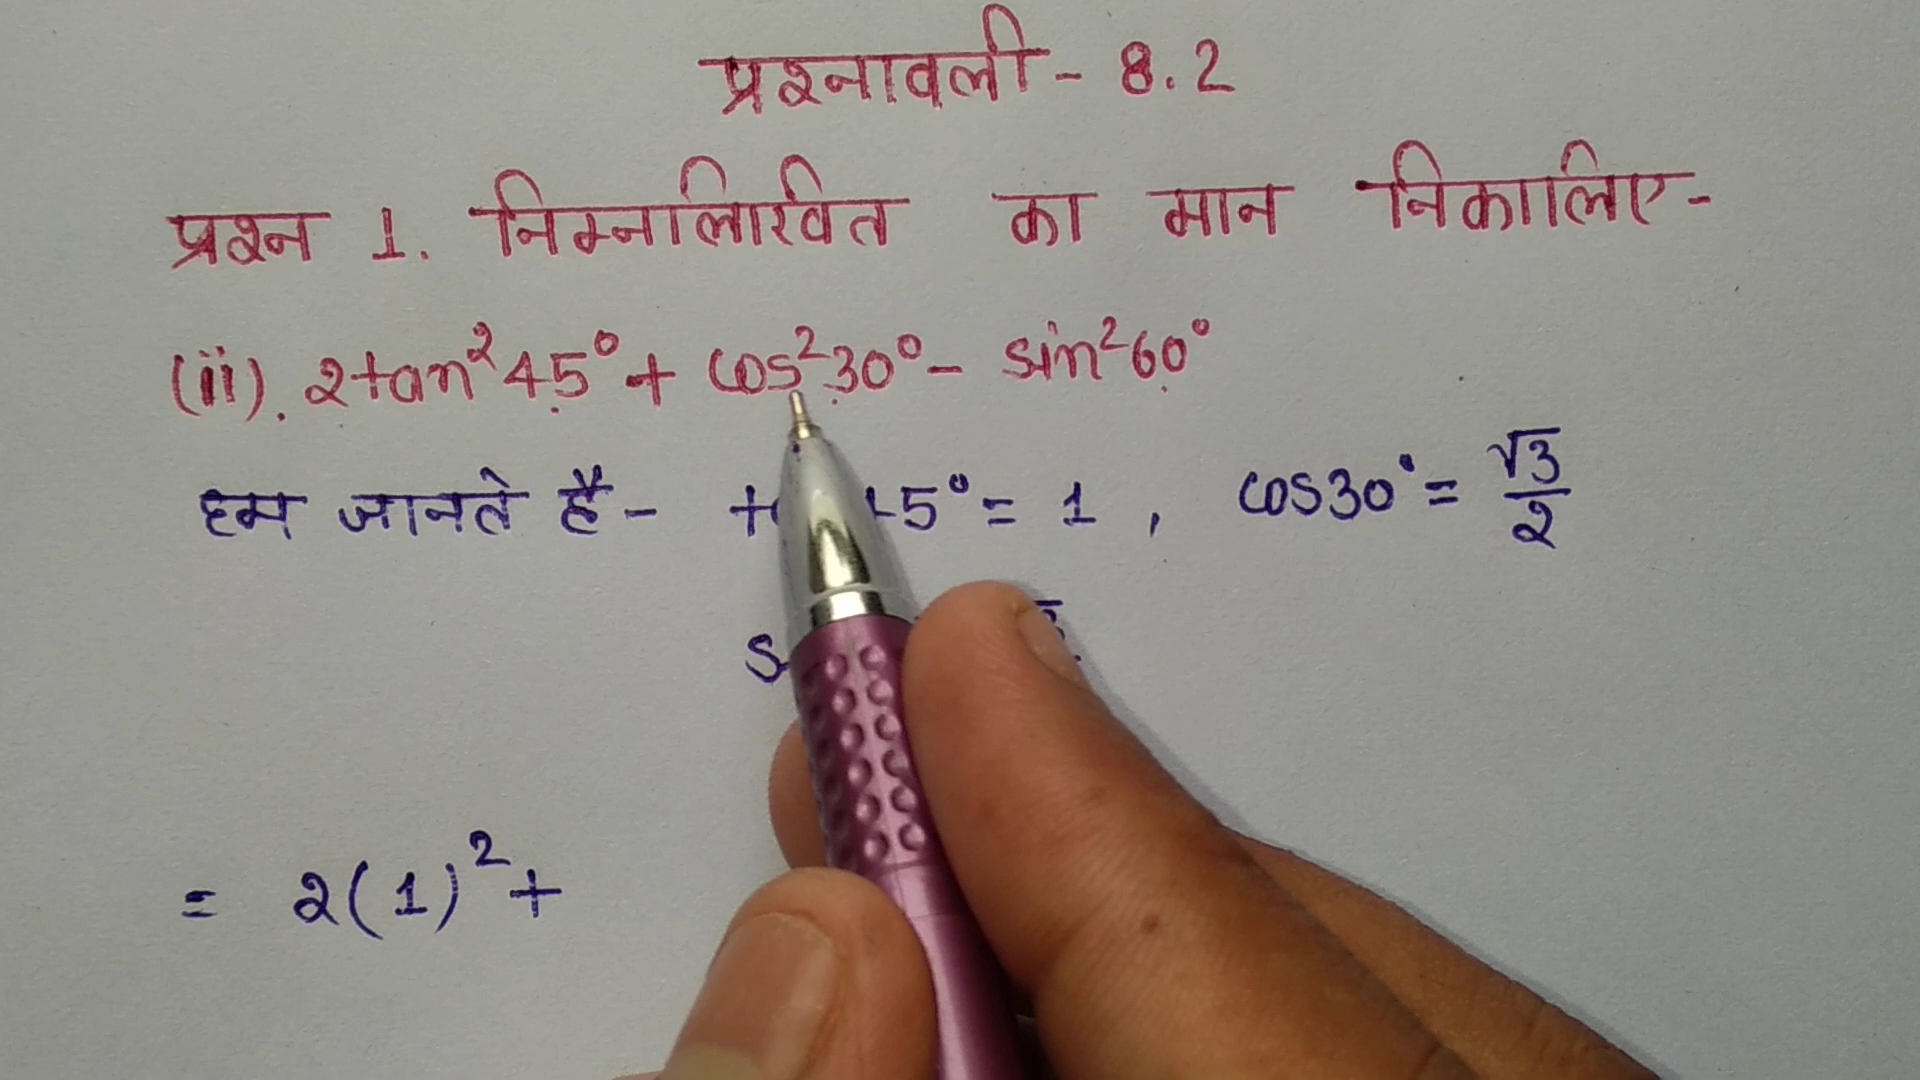 प्रश्नावली - 8.2
प्रश्न 1. निम्नलिखित का मान निकालिए -
(ii). 2tan²45° + cos²30° - sin²60°
हम जानते हैं - 45° = 1 , cos30° = √3/2
= 2(1)² +